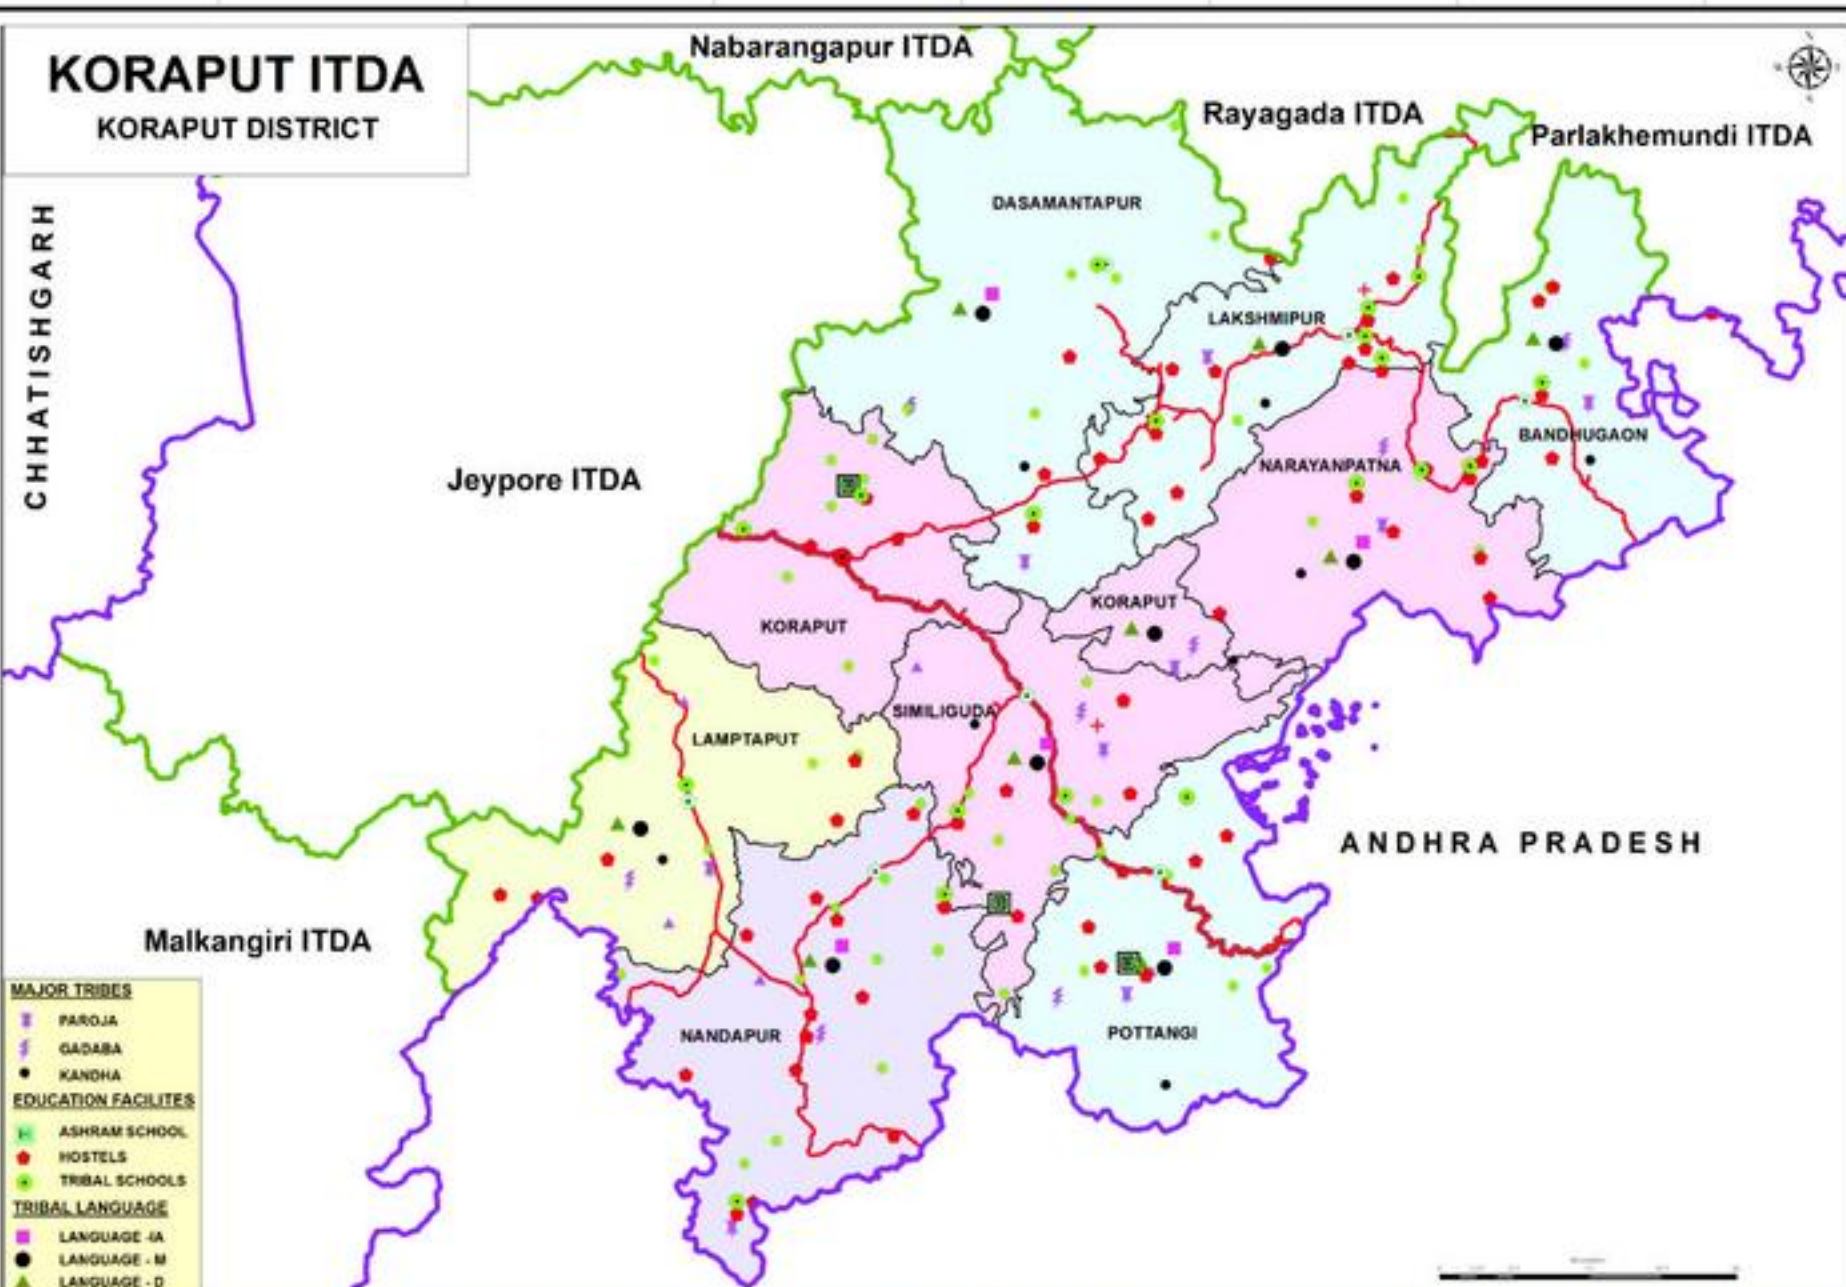 KORAPUT ITDA
KORAPUT DISTRICT
Nabarangapur ITDA
Rayagada ITDA
Parlakhemundi ITDA
CHHATISHGARH
DASAMANTAPUR
LAKSHMIPUR
BANDHUGAON
NARAYANPATNA
Jeypore ITDA
KORAPUT
KORAPUT
SIMILIGUDA
LAMPTAPUT
ANDHRA PRADESH
Malkangiri ITDA
NANDAPUR
POTTANGI
MAJOR TRIBES
PAROJA
GADABA
KANDHA
EDUCATION FACILITES
ASHRAM SCHOOL
HOSTELS
TRIBAL SCHOOLS
TRIBAL LANGUAGE
LANGUAGE -IA
LANGUAGE - M
LANGUAGE - D